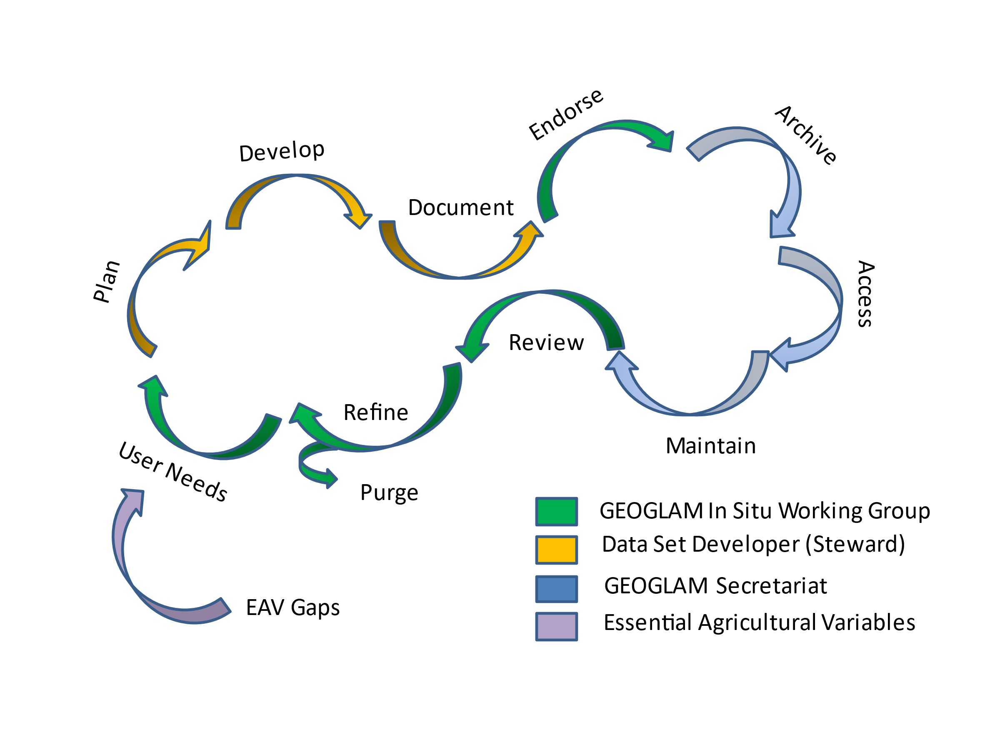 Endorse
Archive
Develop
Document
Plan
Access
Review
Refine
Maintain
User Needs
Purge
GEOGLAM In Situ Working Group
Data Set Developer (Steward)
GEOGLAM Secretariat
EAV Gaps
Essential Agricultural Variables